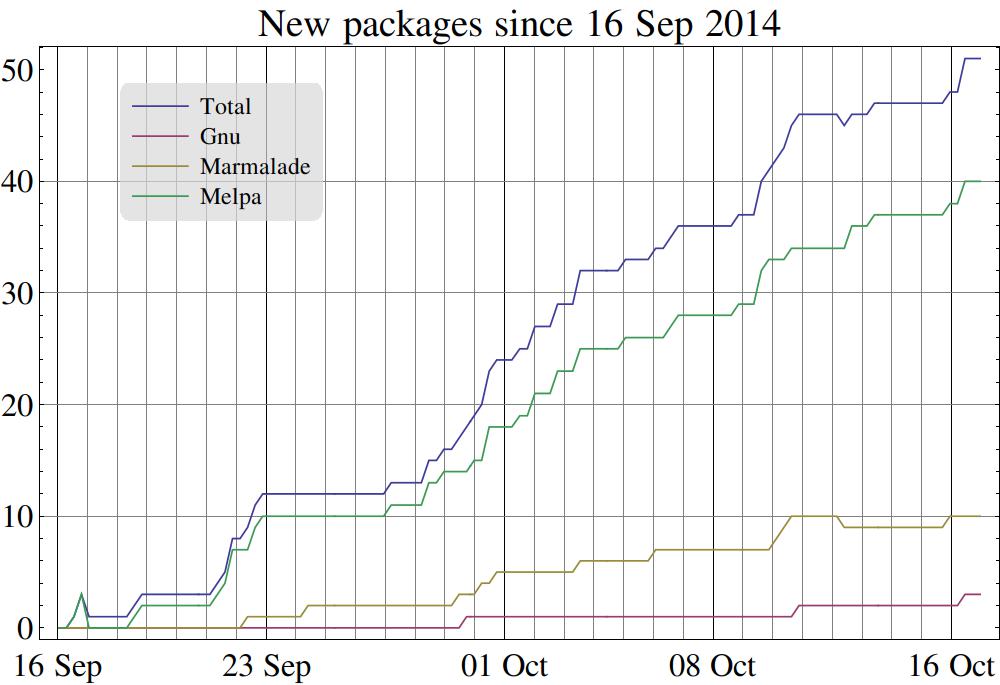 New packages since 16 Sep 2014
50
Total
Gnu
Marmalade
Melpa
40
30
20
10
0
16 Sep 23 Sep 01 Oct 08 Oct 16 Oct